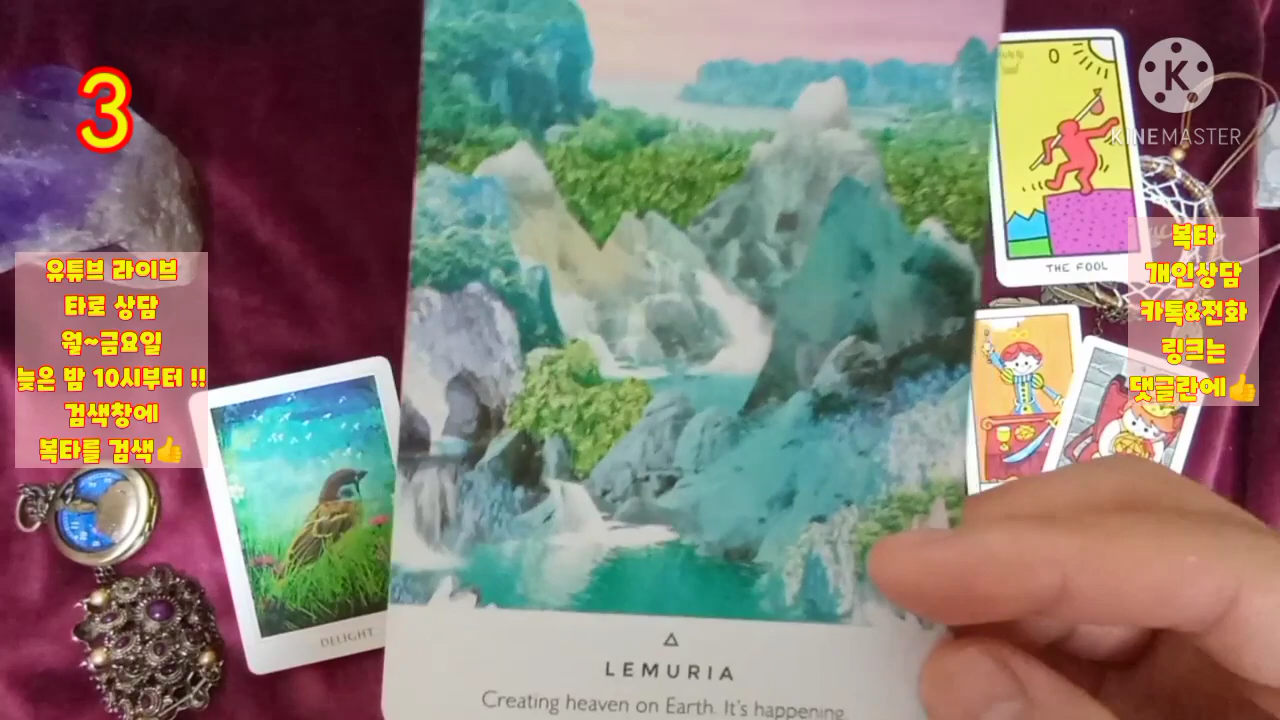 3
유튜브 라이브
타로 상담
월~금요일
늦은 밤 10시부터 !!
검색창에
복타를 검색👍
DELIGHT
LEMURIA
Creating heaven on Earth. It's happening
0
THE FOOL
K
KINEMASTER
복타
개인상담
카톡&전화
링크는
댓글란에👍